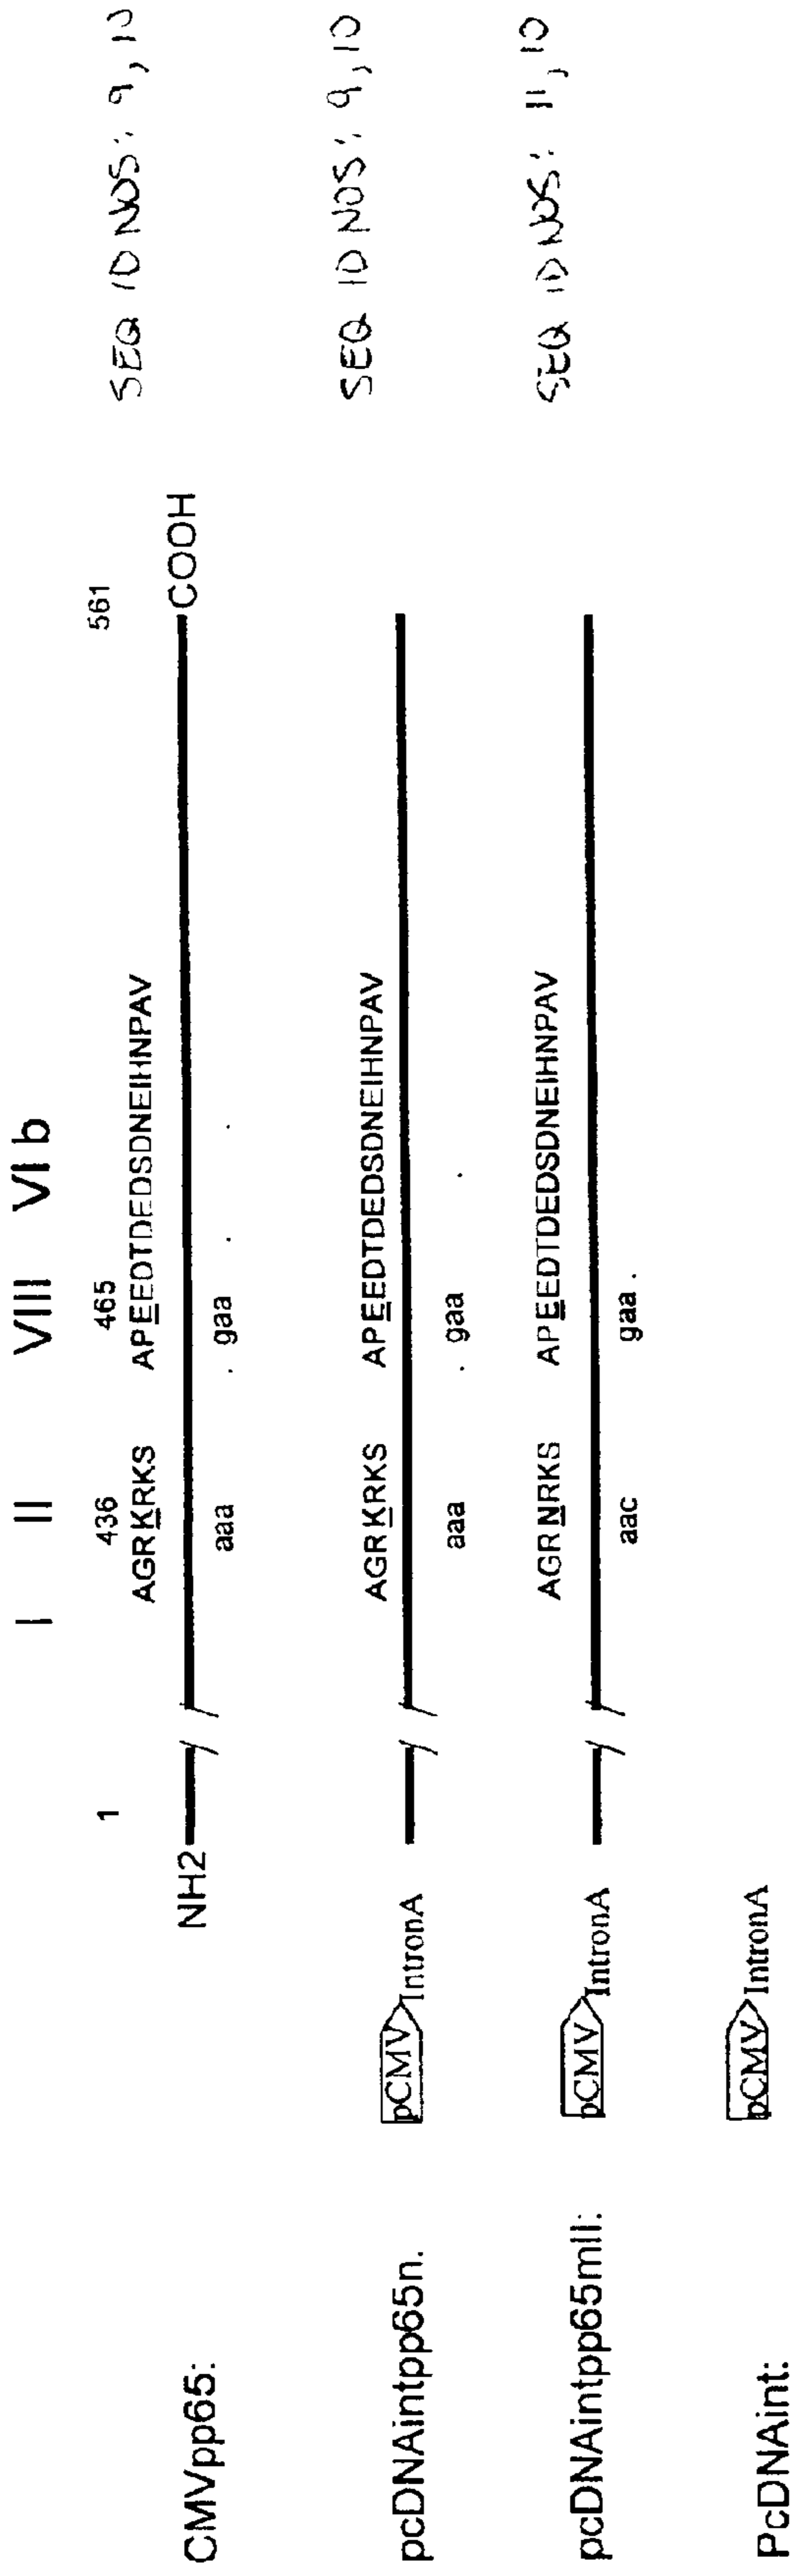 I II VIII VI b
1 436 465 561
AGRKRKS APEEDTDEDSDNEIHNPAV SEQ ID NOS: 9, 10
CMVpp65: NH2 COOH
aaa gaa
AGRKRKS APEEDTDEDSDNEIHNPAV SEQ ID NOS: 9, 10
pcDNAintpp65n. pCMV IntronA
aaa gaa
AGRNRKS APEEDTDEDSDNEIHNPAV SEQ ID NOS: 11, 10
pcDNAintpp65mII: pCMV IntronA
aac gaa
PcDNAint: pCMV IntronA